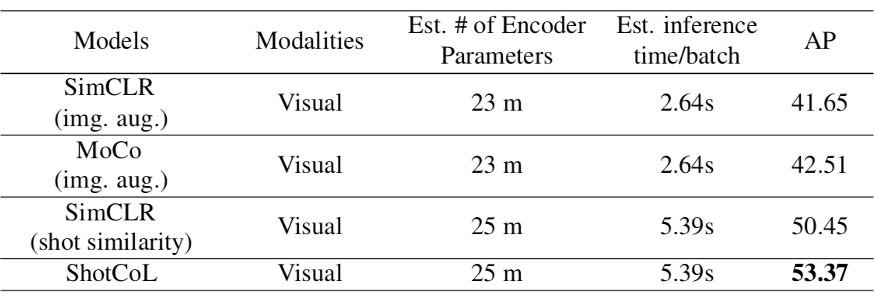 Models Modalities Est. # of Encoder Parameters Est. inference time/batch AP
SimCLR (img. aug.) Visual 23 m 2.64s 41.65
MoCo (img. aug.) Visual 23 m 2.64s 42.51
SimCLR (shot similarity) Visual 25 m 5.39s 50.45
ShotCoL Visual 25 m 5.39s 53.37